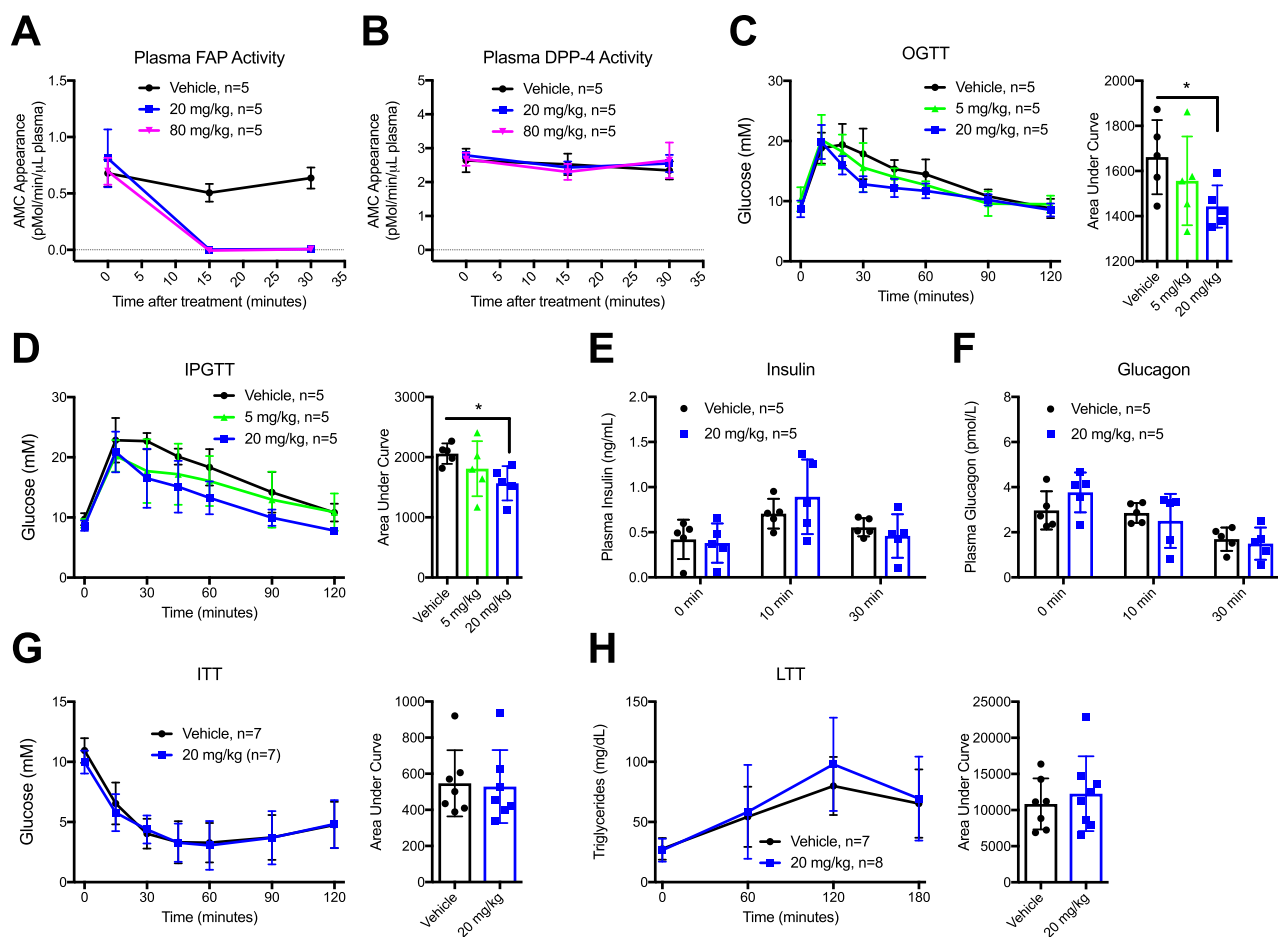 A
Plasma FAP Activity
Vehicle, n=5
20 mg/kg, n=5
80 mg/kg, n=5
AMC Appearance
(pMol/min/µL plasma)
1.5
1.0
0.5
0.0
0 5 10 15 20 25 30 35
Time after treatment (minutes)
B
Plasma DPP-4 Activity
Vehicle, n=5
20 mg/kg, n=5
80 mg/kg, n=5
AMC Appearance
(pMol/min/µL plasma)
5
4
3
2
1
0
0 5 10 15 20 25 30 35
Time after treatment (minutes)
C
OGTT
Vehicle, n=5
5 mg/kg, n=5
20 mg/kg, n=5
Glucose (mM)
30
20
10
0
0 30 60 90 120
Time (minutes)
Area Under Curve
2000
1800
1600
1400
1200
*
Vehicle
5 mg/kg
20 mg/kg
D
IPGTT
Vehicle, n=5
5 mg/kg, n=5
20 mg/kg, n=5
Glucose (mM)
30
20
10
0
0 30 60 90 120
Time (minutes)
Area Under Curve
3000
2000
1000
0
*
Vehicle
5 mg/kg
20 mg/kg
E
Insulin
Vehicle, n=5
20 mg/kg, n=5
Plasma Insulin (ng/mL)
2.0
1.5
1.0
0.5
0.0
0 min
10 min
30 min
F
Glucagon
Vehicle, n=5
20 mg/kg, n=5
Plasma Glucagon (pmol/L)
8
6
4
2
0
0 min
10 min
30 min
G
ITT
Vehicle, n=7
20 mg/kg (n=7)
Glucose (mM)
15
10
5
0
0 30 60 90 120
Time (minutes)
Area Under Curve
1000
800
600
400
200
0
Vehicle
20 mg/kg
H
LTT
Vehicle, n=7
20 mg/kg, n=8
Triglycerides (mg/dL)
150
100
50
0
0 60 120 180
Time (minutes)
Area Under Curve
25000
20000
15000
10000
5000
0
Vehicle
20 mg/kg